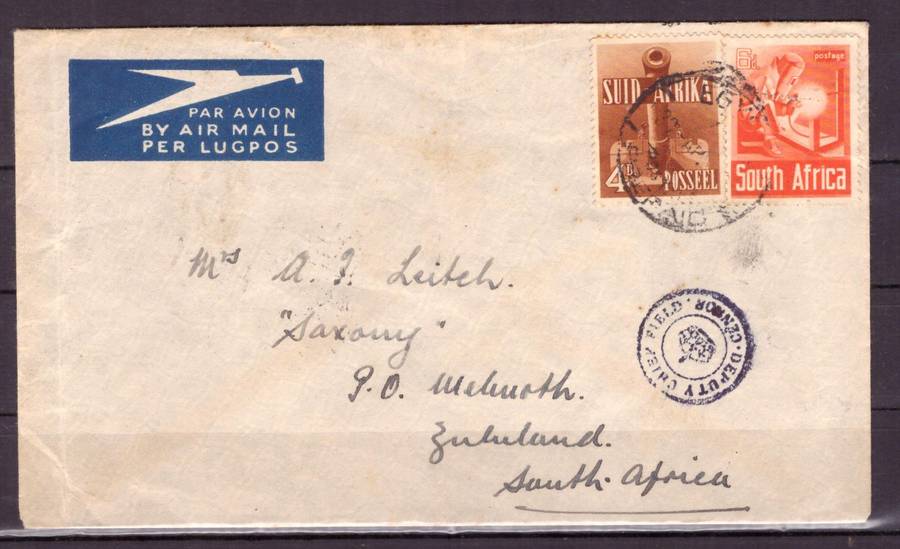 PAR AVION
BY AIR MAIL
PER LUGPOS
SUID AFRIKA
4D POSSEEL
6D postage
South Africa
EGYPT
DEPUTY CHIEF FIELD CENSOR
Mrs A. J. Leitch.
"Saxony"
P.O. Melmoth.
Zululand.
South Africa